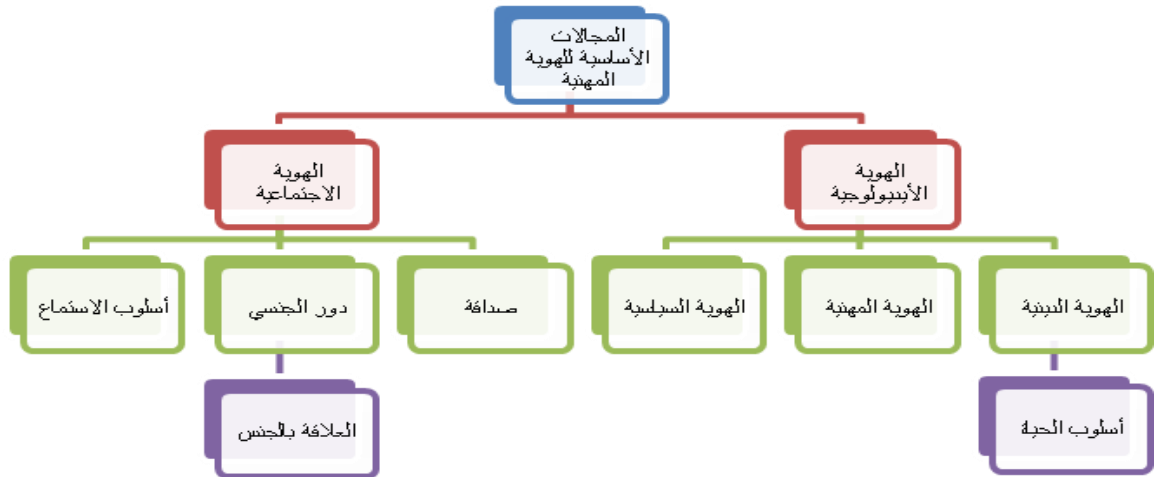 المجالات
الأساسية للهوية
المهنية
الهوية
الأيديولوجية
الهوية
الاجتماعية
الهوية الدينية
الهوية المهنية
الهوية السياسية
صداقة
دور الجنسي
أسلوب الاستماع
أسلوب الحياة
العلاقة بالجنس